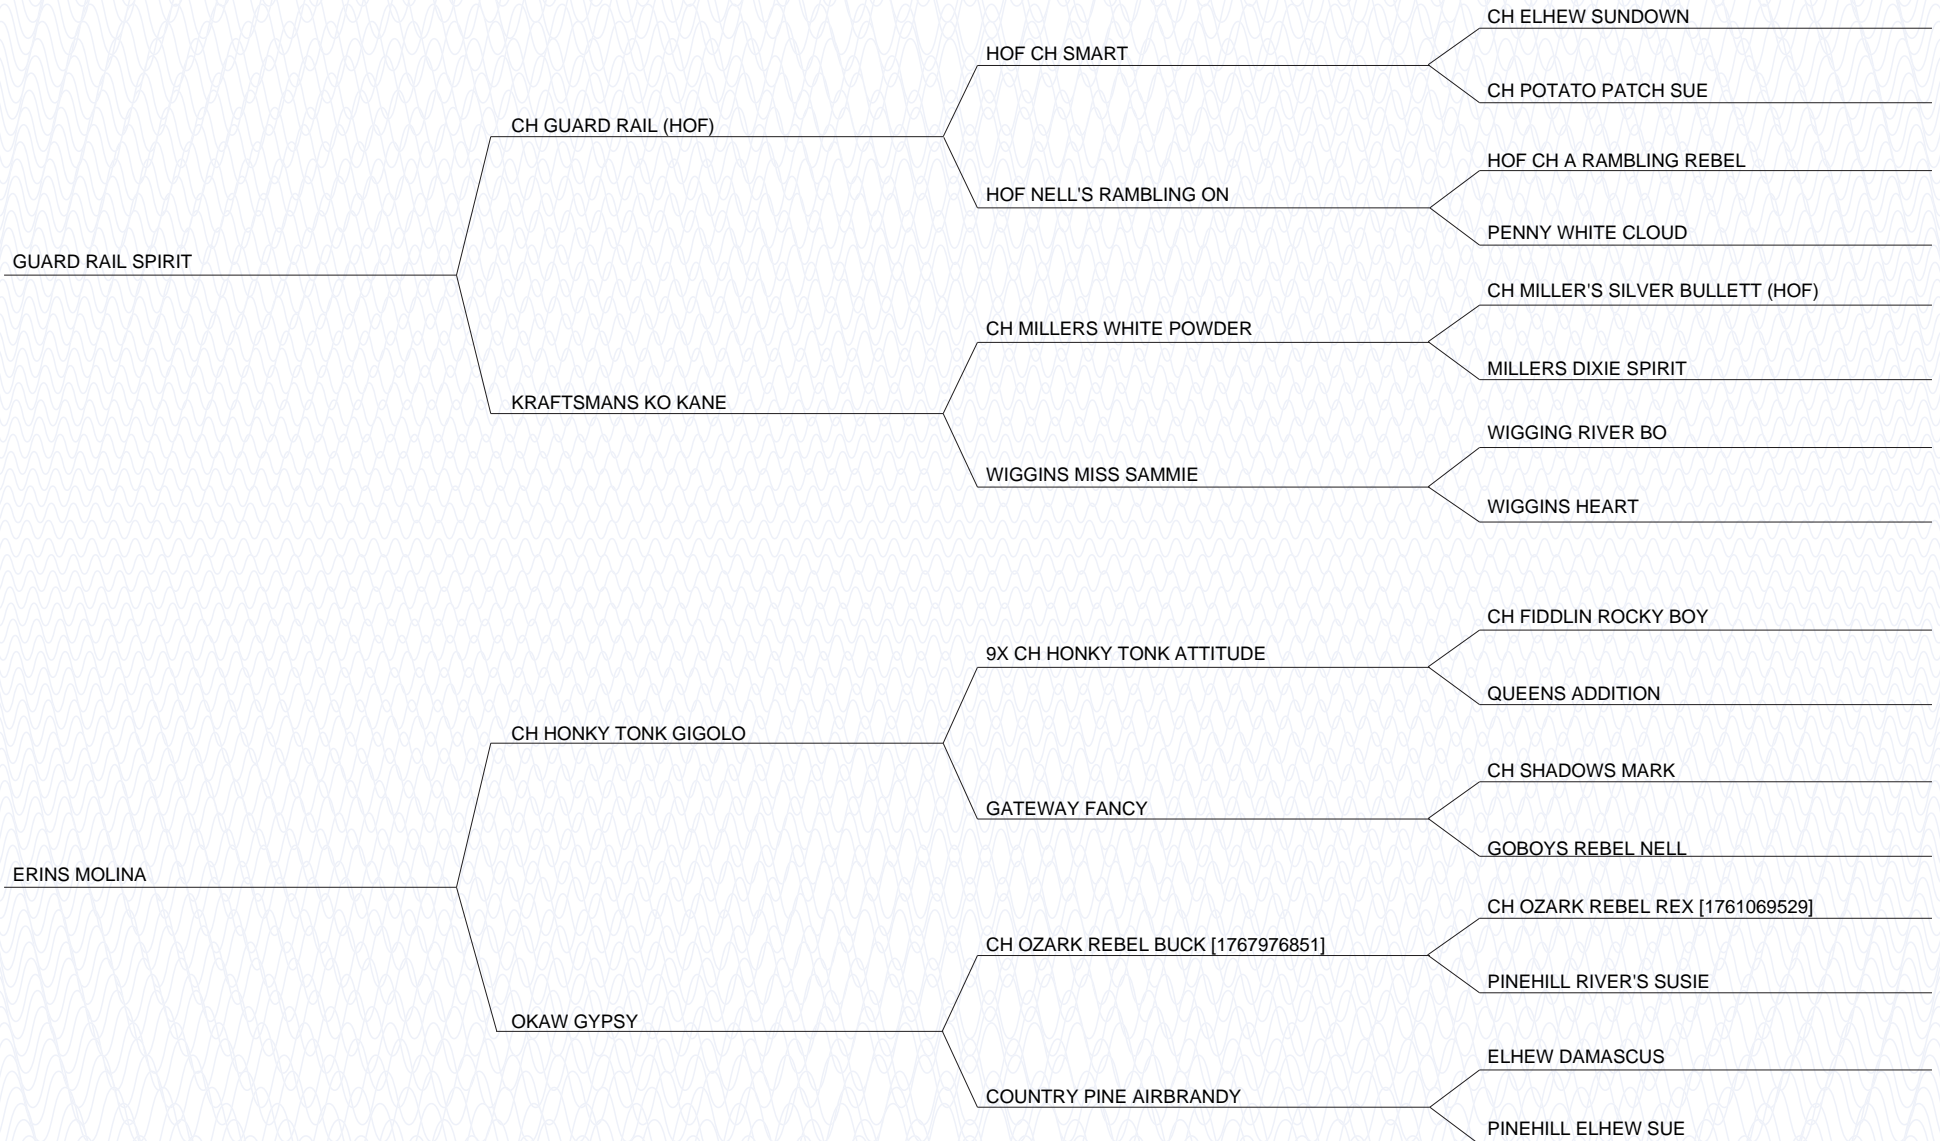 CH ELHEW SUNDOWN
HOF CH SMART
CH POTATO PATCH SUE
CH GUARD RAIL (HOF)
HOF CH A RAMBLING REBEL
HOF NELL'S RAMBLING ON
PENNY WHITE CLOUD
GUARD RAIL SPIRIT
CH MILLER'S SILVER BULLETT (HOF)
CH MILLERS WHITE POWDER
MILLERS DIXIE SPIRIT
KRAFTSMANS KO KANE
WIGGING RIVER BO
WIGGINS MISS SAMMIE
WIGGINS HEART
CH FIDDLIN ROCKY BOY
9X CH HONKY TONK ATTITUDE
QUEENS ADDITION
CH HONKY TONK GIGOLO
CH SHADOWS MARK
GATEWAY FANCY
GOBOYS REBEL NELL
ERINS MOLINA
CH OZARK REBEL REX [1761069529]
CH OZARK REBEL BUCK [1767976851]
PINEHILL RIVER'S SUSIE
OKAW GYPSY
ELHEW DAMASCUS
COUNTRY PINE AIRBRANDY
PINEHILL ELHEW SUE